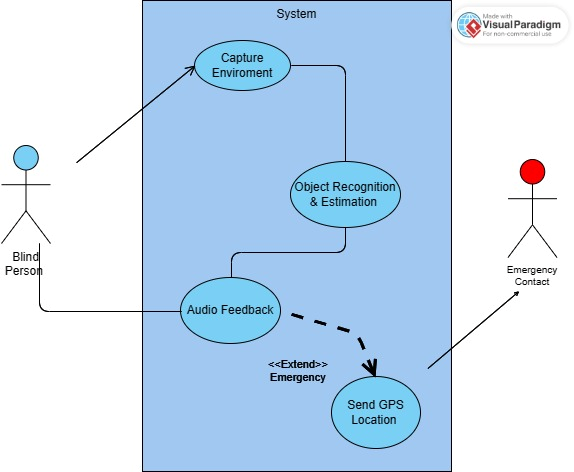 System
Made with
Visual Paradigm
For non-commercial use
Capture
Enviroment
Object Recognition
& Estimation
Blind
Person
Emergency
Contact
Audio Feedback
<<Extend>>
Emergency
Send GPS
Location